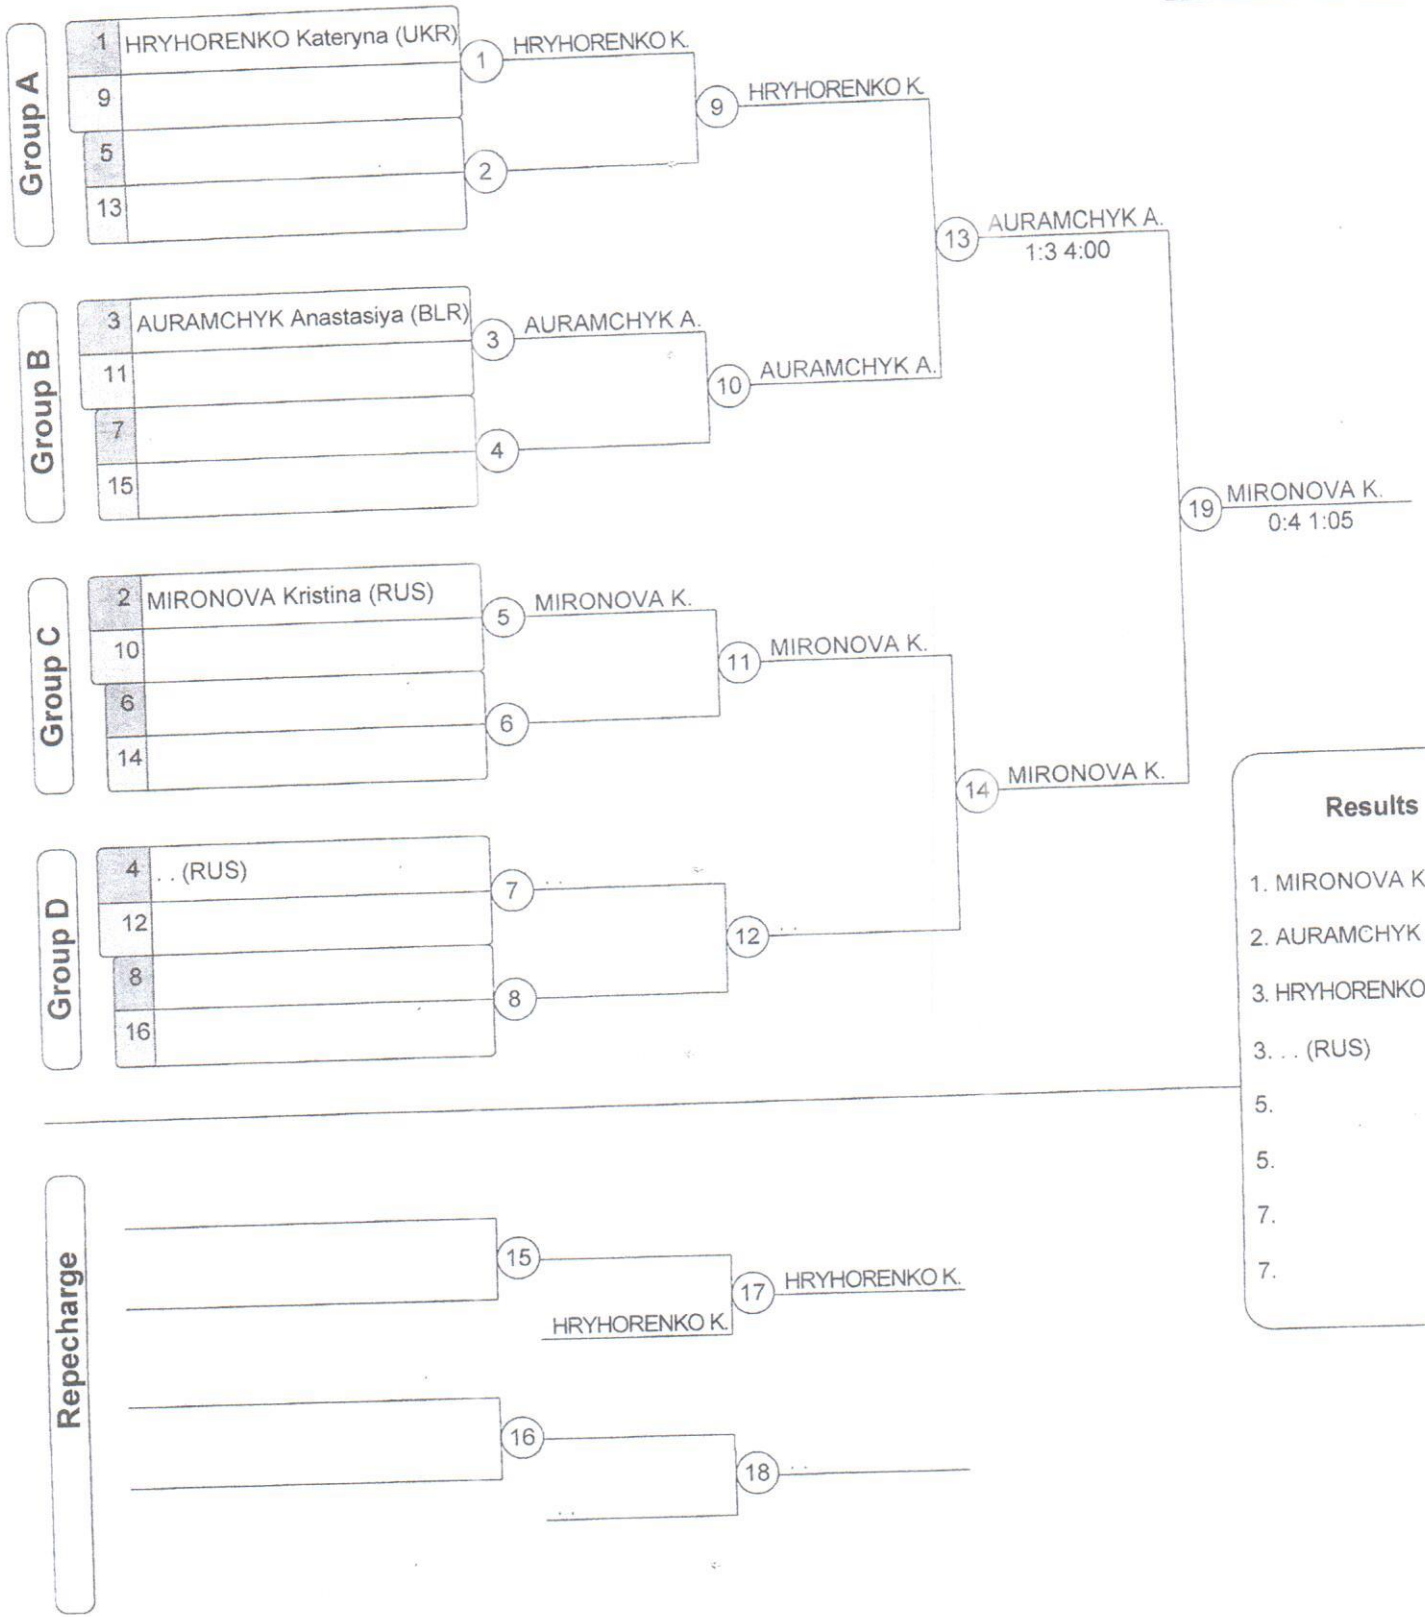 Group A
1 HRYHORENKO Kateryna (UKR)
9
5
13
1 HRYHORENKO K.
2
9 HRYHORENKO K.
13 AURAMCHYK A.
1:3 4:00
Group B
3 AURAMCHYK Anastasiya (BLR)
11
7
15
3 AURAMCHYK A.
4
10 AURAMCHYK A.
19 MIRONOVA K.
0:4 1:05
Group C
2 MIRONOVA Kristina (RUS)
10
6
14
5 MIRONOVA K.
6
11 MIRONOVA K.
14 MIRONOVA K.
Group D
4 . . (RUS)
12
8
16
7 . .
8
12 . .
Results
1. MIRONOVA K
2. AURAMCHYK
3. HRYHORENKO
3. . . (RUS)
5.
5.
7.
7.
Repecharge
15
HRYHORENKO K.
17 HRYHORENKO K.
16
. .
18 . .